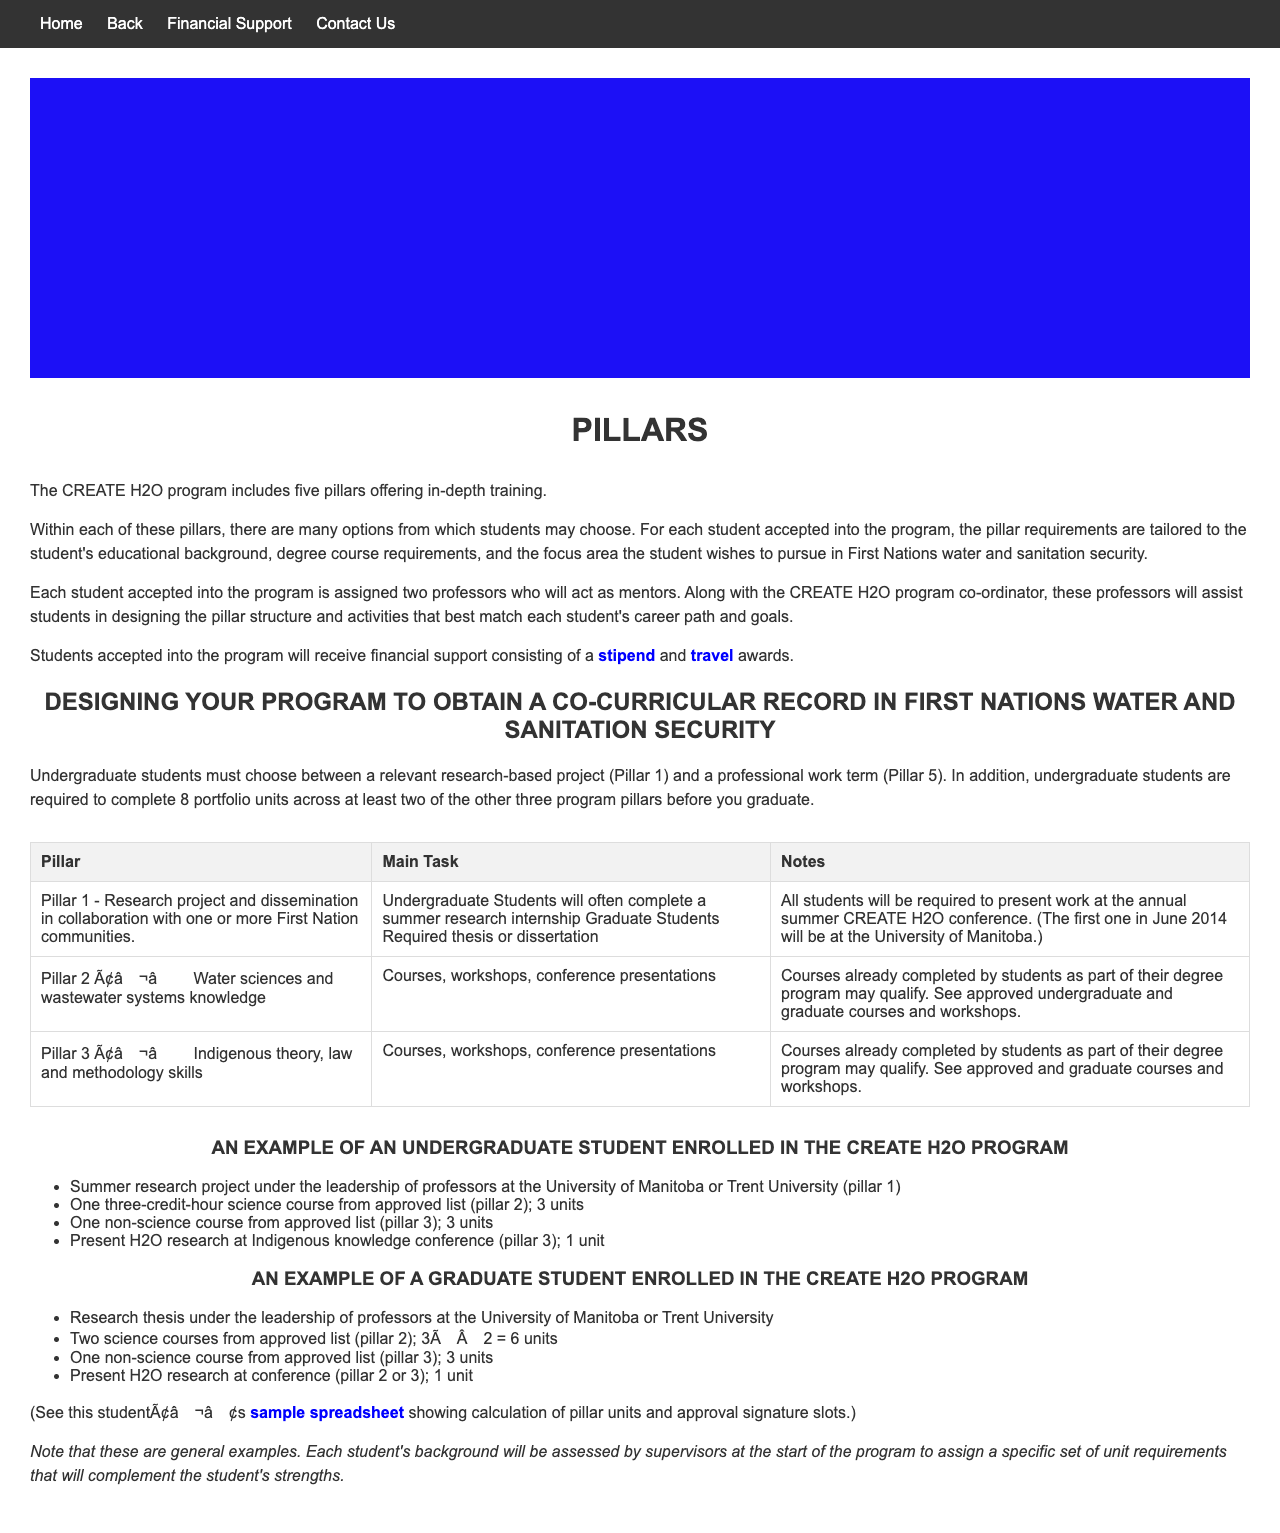 Home Back Financial Support Contact Us
PILLARS
The CREATE H2O program includes five pillars offering in-depth training.
Within each of these pillars, there are many options from which students may choose. For each student accepted into the program, the pillar requirements are tailored to the
student's educational background, degree course requirements, and the focus area the student wishes to pursue in First Nations water and sanitation security.
Each student accepted into the program is assigned two professors who will act as mentors. Along with the CREATE H2O program co-ordinator, these professors will assist
students in designing the pillar structure and activities that best match each student's career path and goals.
Students accepted into the program will receive financial support consisting of a stipend and travel awards.
DESIGNING YOUR PROGRAM TO OBTAIN A CO-CURRICULAR RECORD IN FIRST NATIONS WATER AND
SANITATION SECURITY
Undergraduate students must choose between a relevant research-based project (Pillar 1) and a professional work term (Pillar 5). In addition, undergraduate students are
required to complete 8 portfolio units across at least two of the other three program pillars before you graduate.
Pillar Main Task Notes
Pillar 1 - Research project and dissemination
in collaboration with one or more First Nation
communities.
Undergraduate Students will often complete a
summer research internship Graduate Students
Required thesis or dissertation
All students will be required to present work at the annual
summer CREATE H2O conference. (The first one in June 2014
will be at the University of Manitoba.)
Pillar 2 Ã¢â ¬â Water sciences and
wastewater systems knowledge
Courses, workshops, conference presentations
Courses already completed by students as part of their degree
program may qualify. See approved undergraduate and
graduate courses and workshops.
Pillar 3 Ã¢â ¬â Indigenous theory, law
and methodology skills
Courses, workshops, conference presentations
Courses already completed by students as part of their degree
program may qualify. See approved and graduate courses and
workshops.
AN EXAMPLE OF AN UNDERGRADUATE STUDENT ENROLLED IN THE CREATE H2O PROGRAM
• Summer research project under the leadership of professors at the University of Manitoba or Trent University (pillar 1)
• One three-credit-hour science course from approved list (pillar 2); 3 units
• One non-science course from approved list (pillar 3); 3 units
• Present H2O research at Indigenous knowledge conference (pillar 3); 1 unit
AN EXAMPLE OF A GRADUATE STUDENT ENROLLED IN THE CREATE H2O PROGRAM
• Research thesis under the leadership of professors at the University of Manitoba or Trent University
• Two science courses from approved list (pillar 2); 3Ã Â 2 = 6 units
• One non-science course from approved list (pillar 3); 3 units
• Present H2O research at conference (pillar 2 or 3); 1 unit
(See this studentÃ¢â ¬â ¢s sample spreadsheet showing calculation of pillar units and approval signature slots.)
Note that these are general examples. Each student's background will be assessed by supervisors at the start of the program to assign a specific set of unit requirements
that will complement the student's strengths.